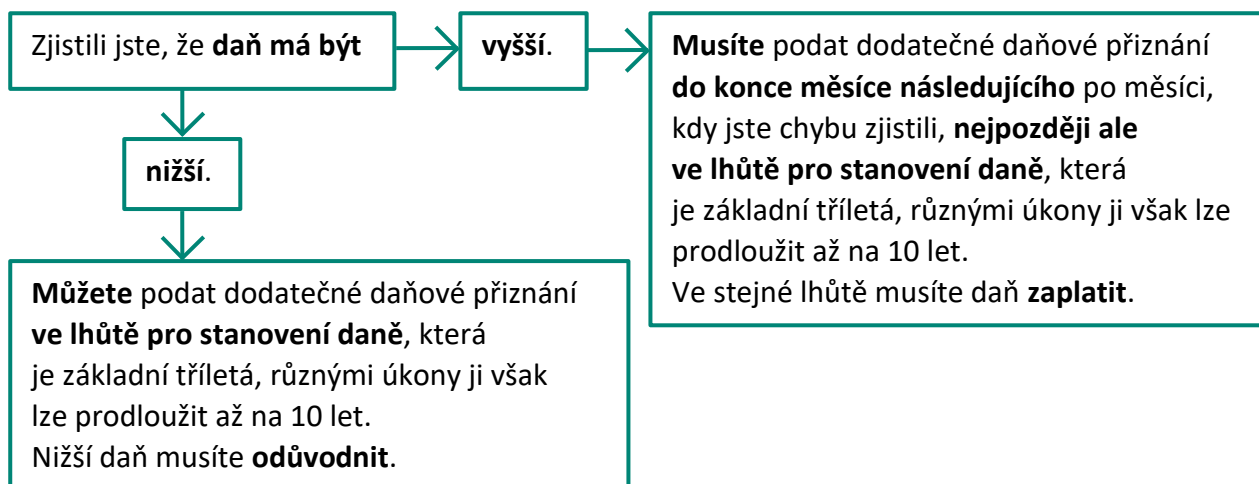 Zjistili jste, že daň má být
vyšší.
Musíte podat dodatečné daňové přiznání
do konce měsíce následujícího po měsíci,
kdy jste chybu zjistili, nejpozději ale
ve lhůtě pro stanovení daně, která
je základní tříletá, různými úkony ji však lze
prodloužit až na 10 let.
Ve stejné lhůtě musíte daň zaplatit.
nižší.
Můžete podat dodatečné daňové přiznání
ve lhůtě pro stanovení daně, která
je základní tříletá, různými úkony ji však
lze prodloužit až na 10 let.
Nižší daň musíte odůvodnit.